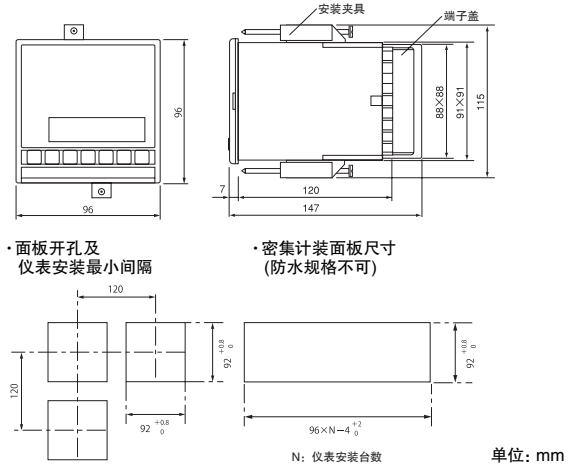 安装夹具
端子盖
96
96
88×88
91×91
115
7
120
147
·面板开孔及
仪表安装最小间隔
·密集计装面板尺寸
(防水规格不可)
120
120
92 +0.8 0
92 +0.8 0
92 +0.8 0
96×N-4 +2 0
N: 仪表安装台数
单位: mm